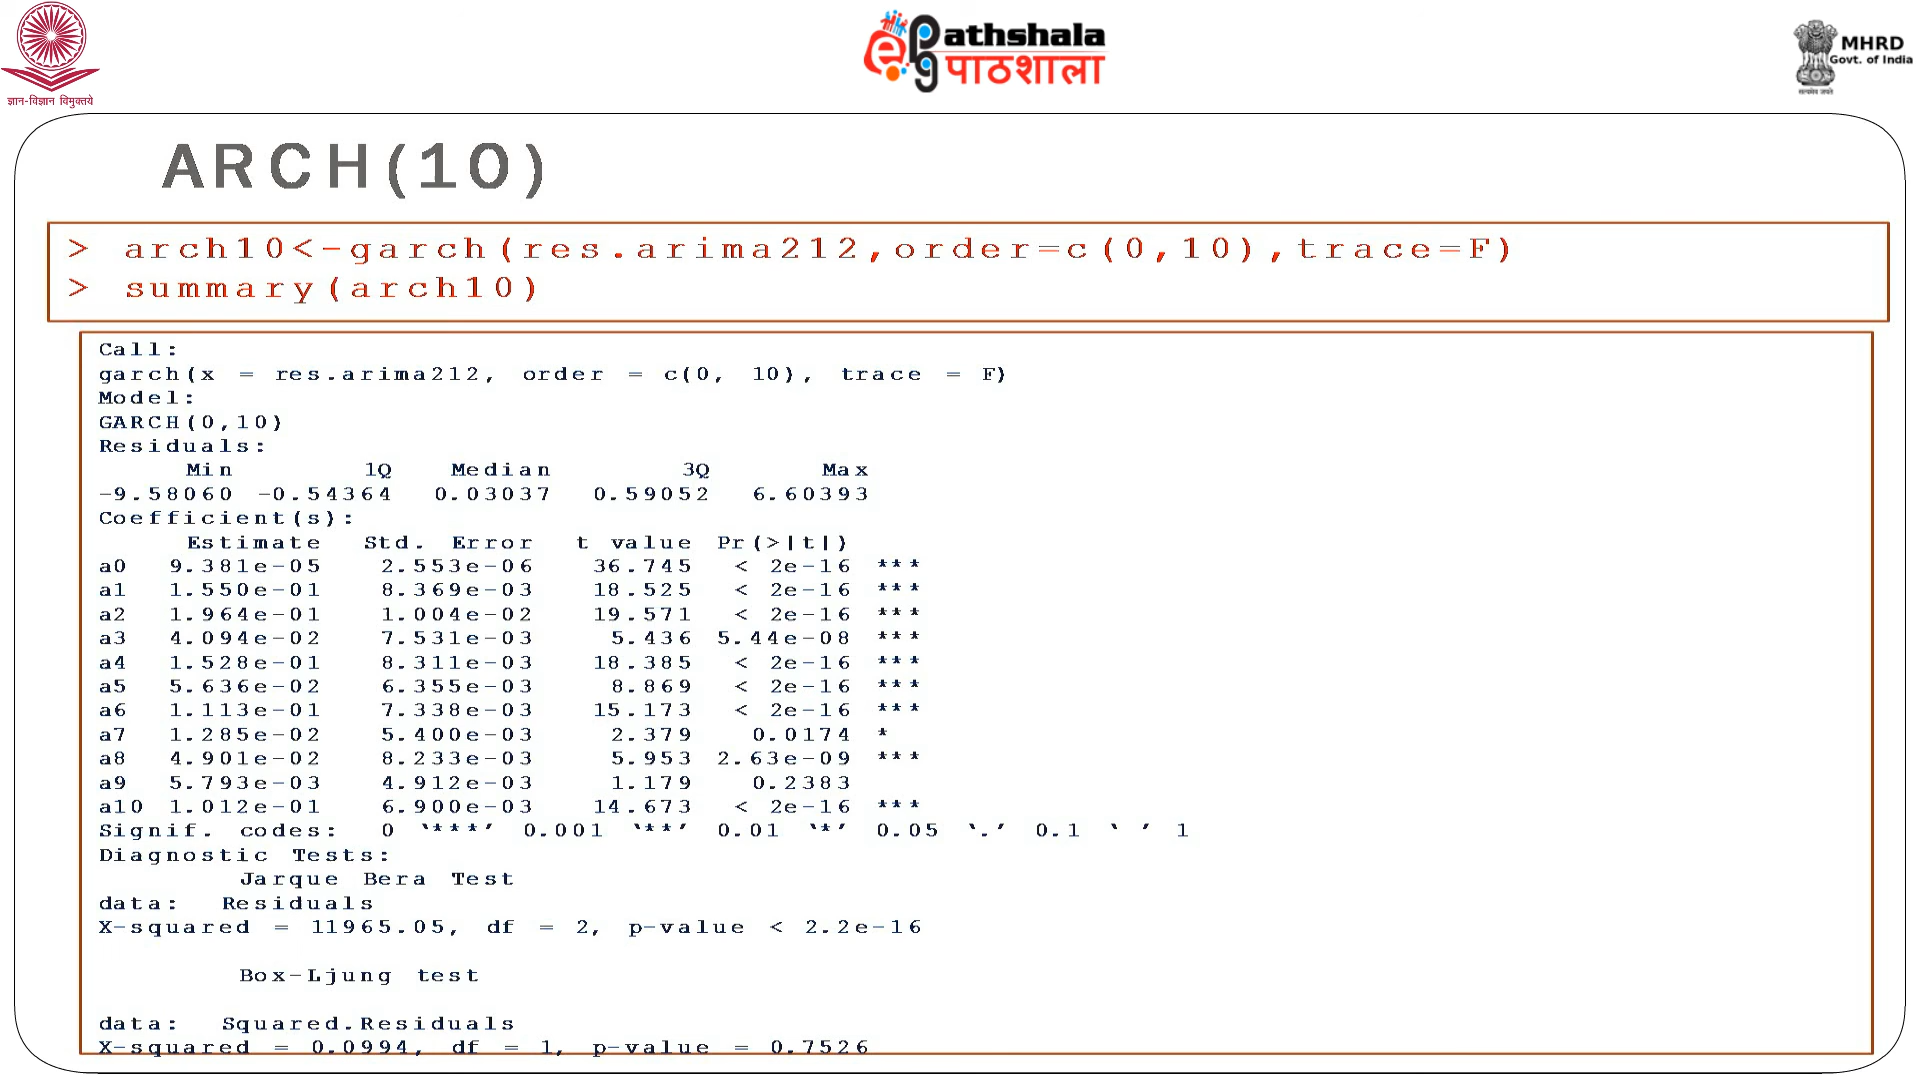 ज्ञान-विज्ञान विमुक्तये
ePg Pathshala
पाठशाला
MHRD
Govt. of India
सत्यमेव जयते
ARCH(10)
> arch10<-garch(res.arima212,order=c(0,10),trace=F)
> summary(arch10)
Call:
garch(x = res.arima212, order = c(0, 10), trace = F)
Model:
GARCH(0,10)
Residuals:
Min 1Q Median 3Q Max
-9.58060 -0.54364 0.03037 0.59052 6.60393
Coefficient(s):
Estimate Std. Error t value Pr(>|t|)
a0 9.381e-05 2.553e-06 36.745 < 2e-16 ***
a1 1.550e-01 8.369e-03 18.525 < 2e-16 ***
a2 1.964e-01 1.004e-02 19.571 < 2e-16 ***
a3 4.094e-02 7.531e-03 5.436 5.44e-08 ***
a4 1.528e-01 8.311e-03 18.385 < 2e-16 ***
a5 5.636e-02 6.355e-03 8.869 < 2e-16 ***
a6 1.113e-01 7.338e-03 15.173 < 2e-16 ***
a7 1.285e-02 5.400e-03 2.379 0.0174 *
a8 4.901e-02 8.233e-03 5.953 2.63e-09 ***
a9 5.793e-03 4.912e-03 1.179 0.2383
a10 1.012e-01 6.900e-03 14.673 < 2e-16 ***
Signif. codes: 0 ‘***’ 0.001 ‘**’ 0.01 ‘*’ 0.05 ‘.’ 0.1 ‘ ’ 1
Diagnostic Tests:
Jarque Bera Test
data: Residuals
X-squared = 11965.05, df = 2, p-value < 2.2e-16
Box-Ljung test
data: Squared.Residuals
X-squared = 0.0994, df = 1, p-value = 0.7526